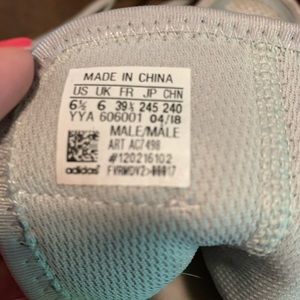 MADE IN CHINA
US UK FR JP CHN
6½ 6 39⅓ 245 240
YYA 606001 04/18
MALE/MALE
ART AC7498
#120216102
adidas